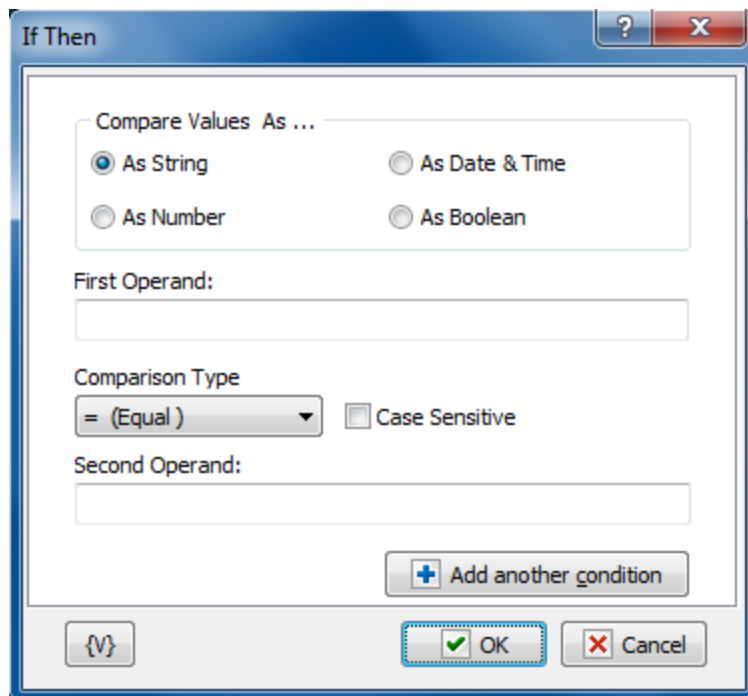 If Then
?
Compare Values As ...
As String
As Date & Time
As Number
As Boolean
First Operand:
Comparison Type
= (Equal )
Case Sensitive
Second Operand:
Add another condition
{V}
OK
Cancel